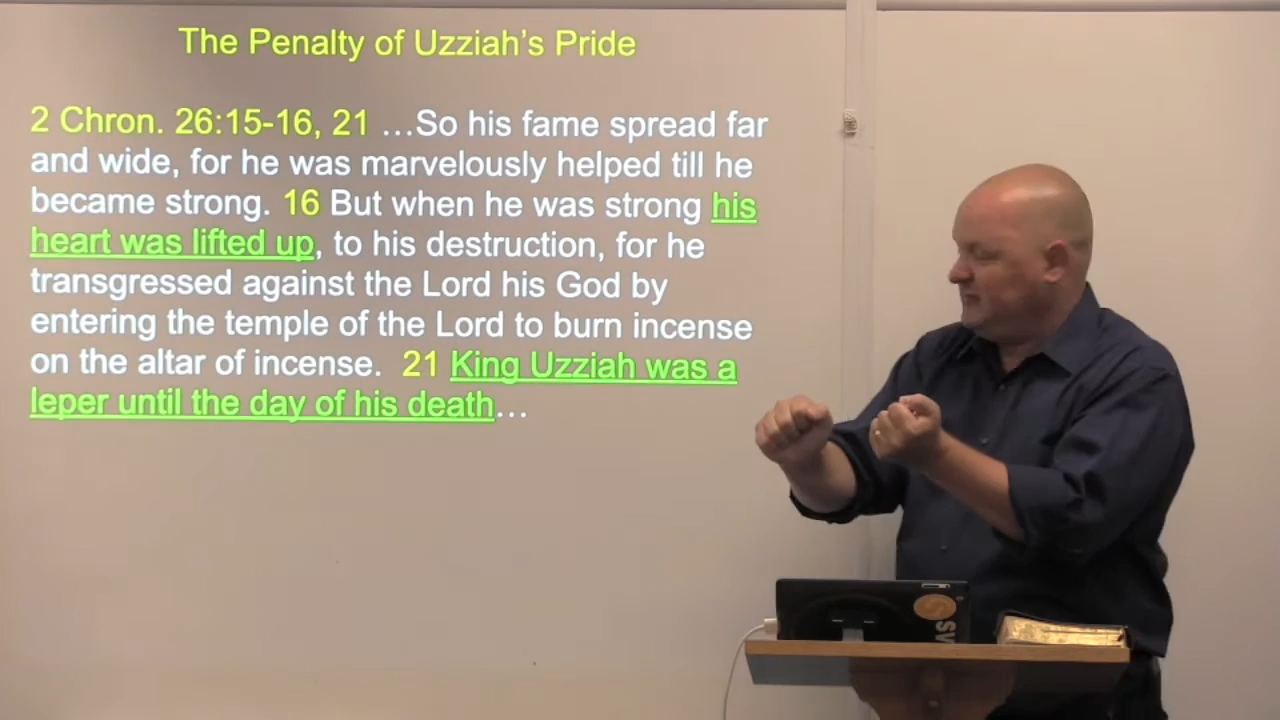 The Penalty of Uzziah's Pride
2 Chron. 26:15-16, 21 …So his fame spread far
and wide, for he was marvelously helped till he
became strong. 16 But when he was strong his
heart was lifted up, to his destruction, for he
transgressed against the Lord his God by
entering the temple of the Lord to burn incense
on the altar of incense. 21 King Uzziah was a
leper until the day of his death…
SV